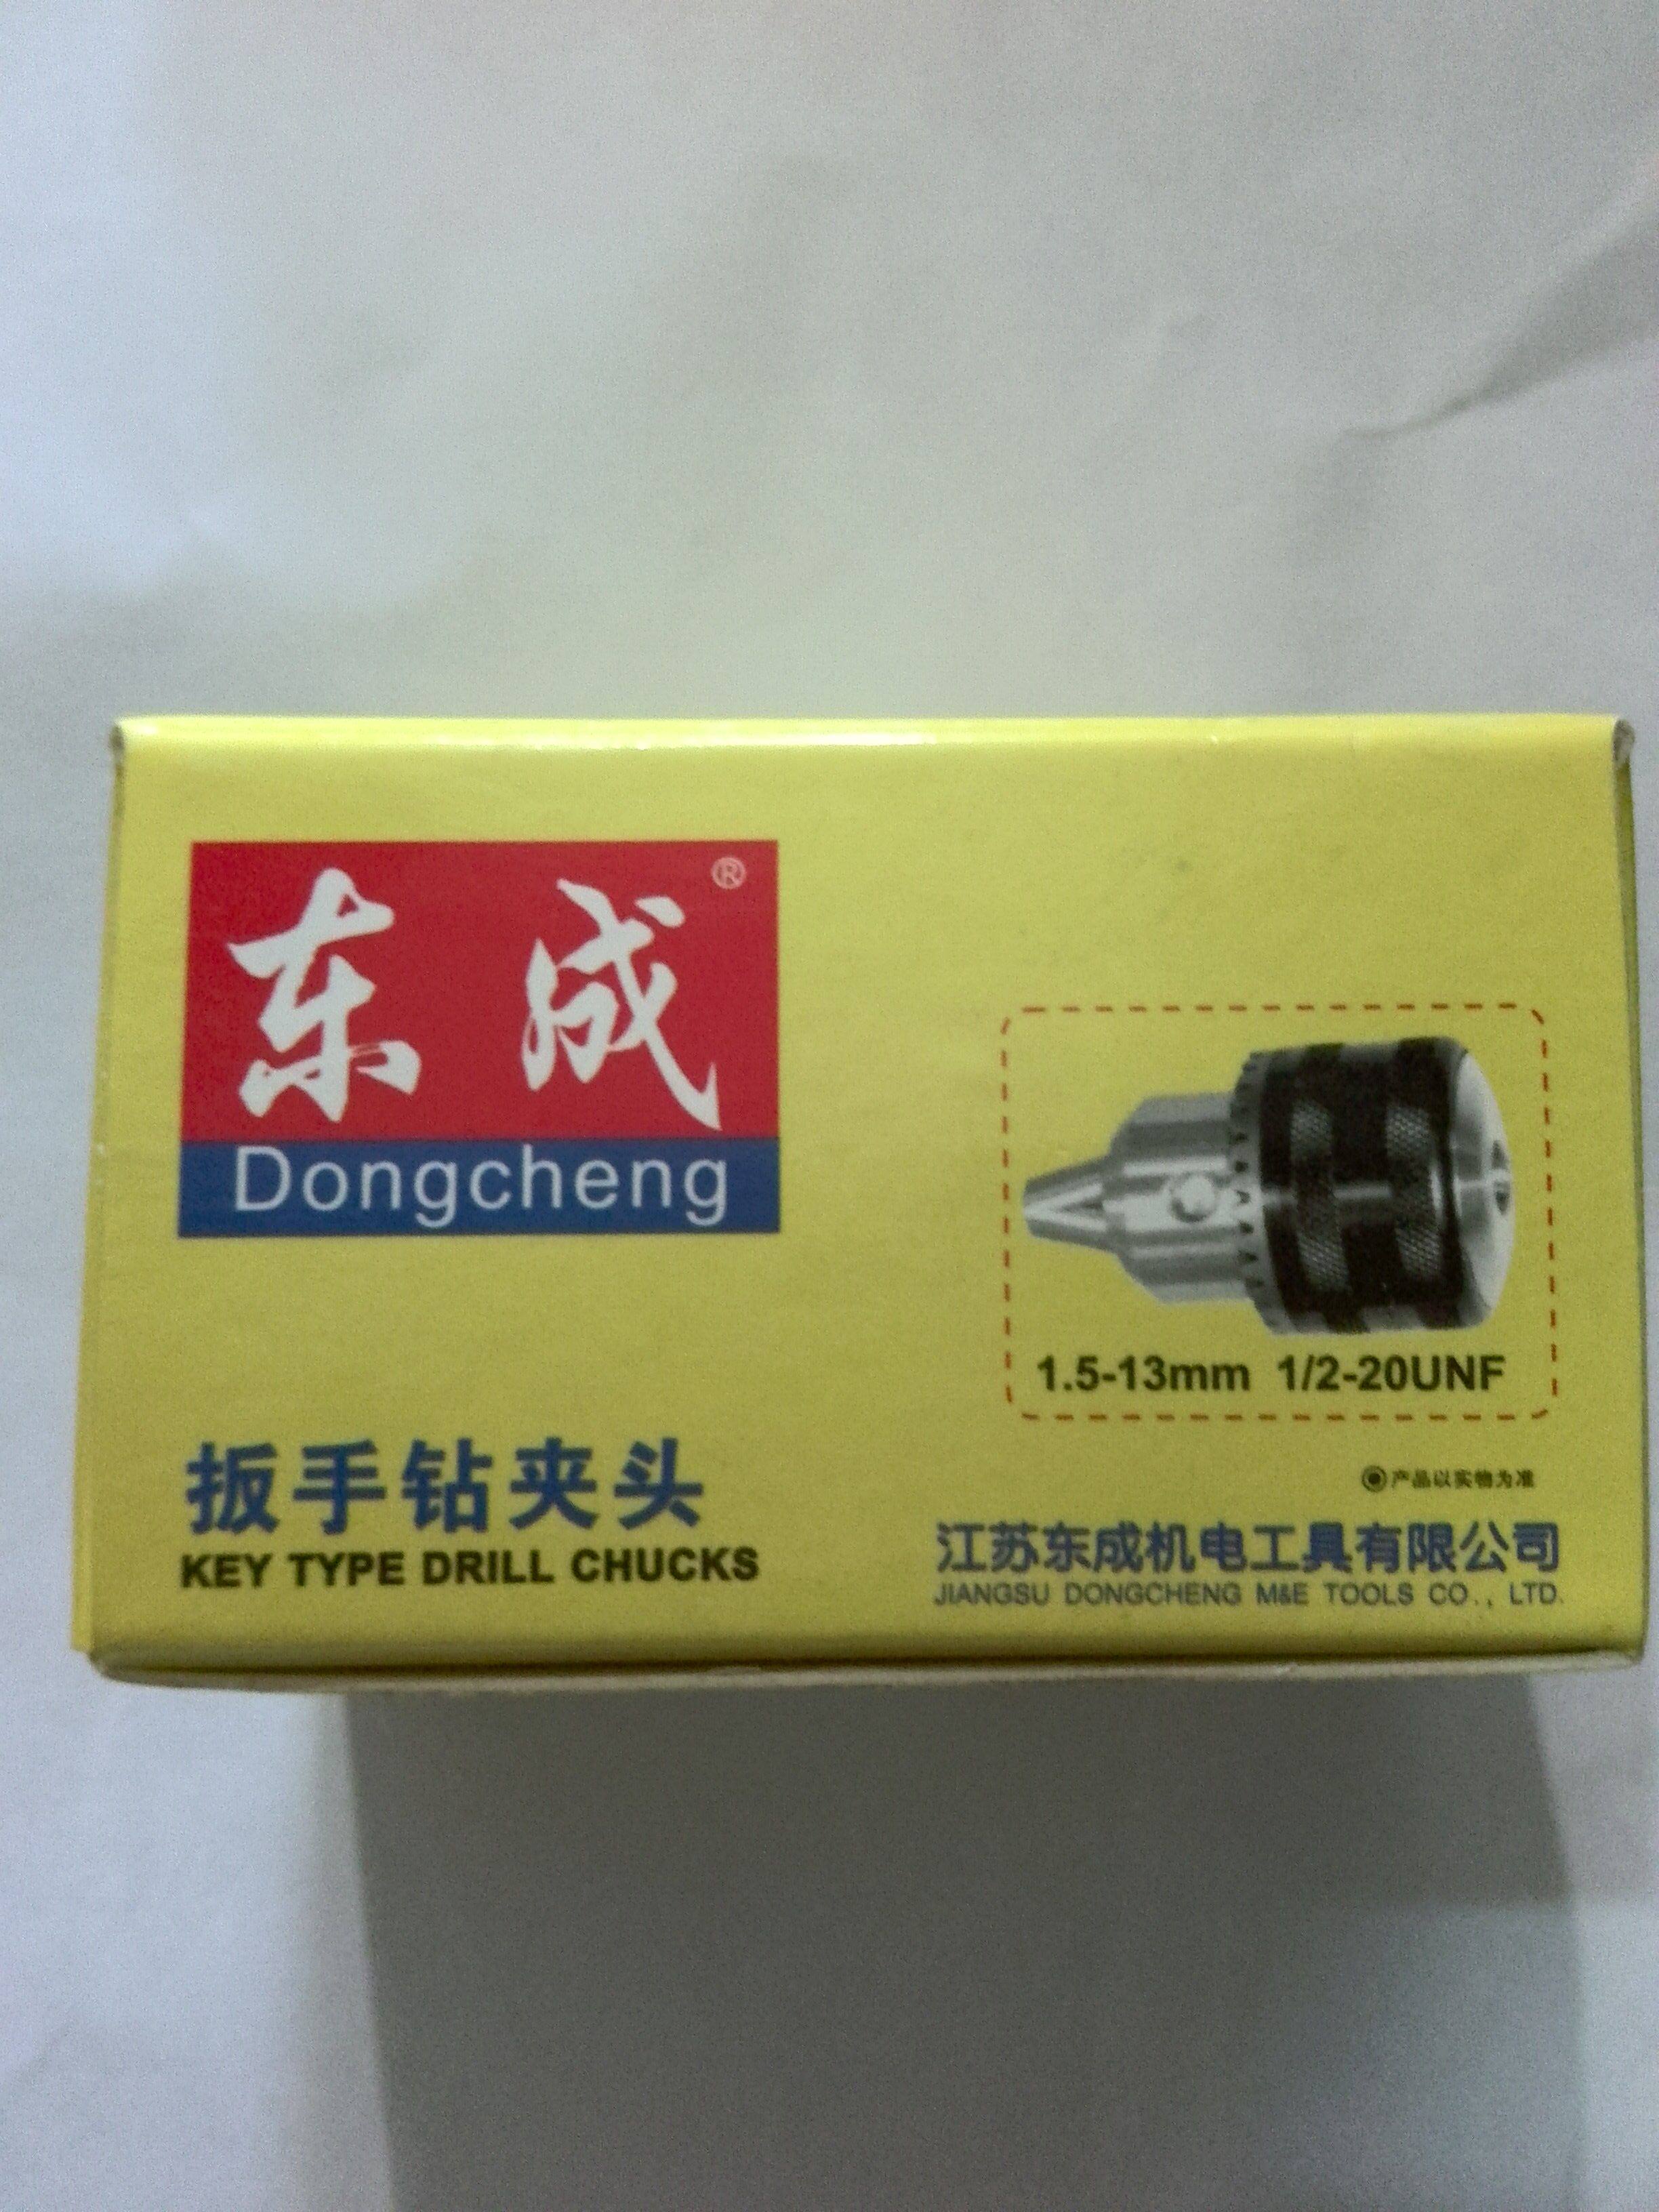 东成®
Dongcheng
1.5-13mm 1/2-20UNF
扳手钻夹头
KEY TYPE DRILL CHUCKS
◉产品以实物为准
江苏东成机电工具有限公司
JIANGSU DONGCHENG M&E TOOLS CO., LTD.